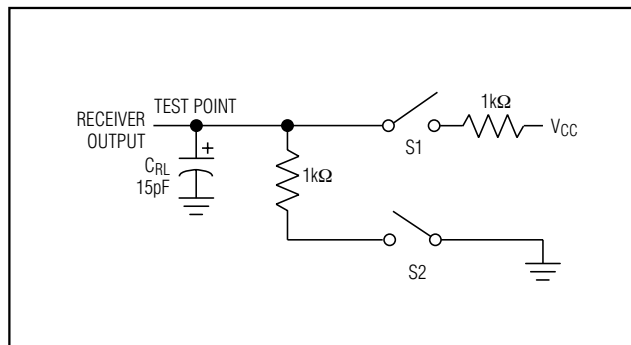 TEST POINT
RECEIVER
OUTPUT
+
CRL
15pF
1kΩ
S1
1kΩ
VCC
S2